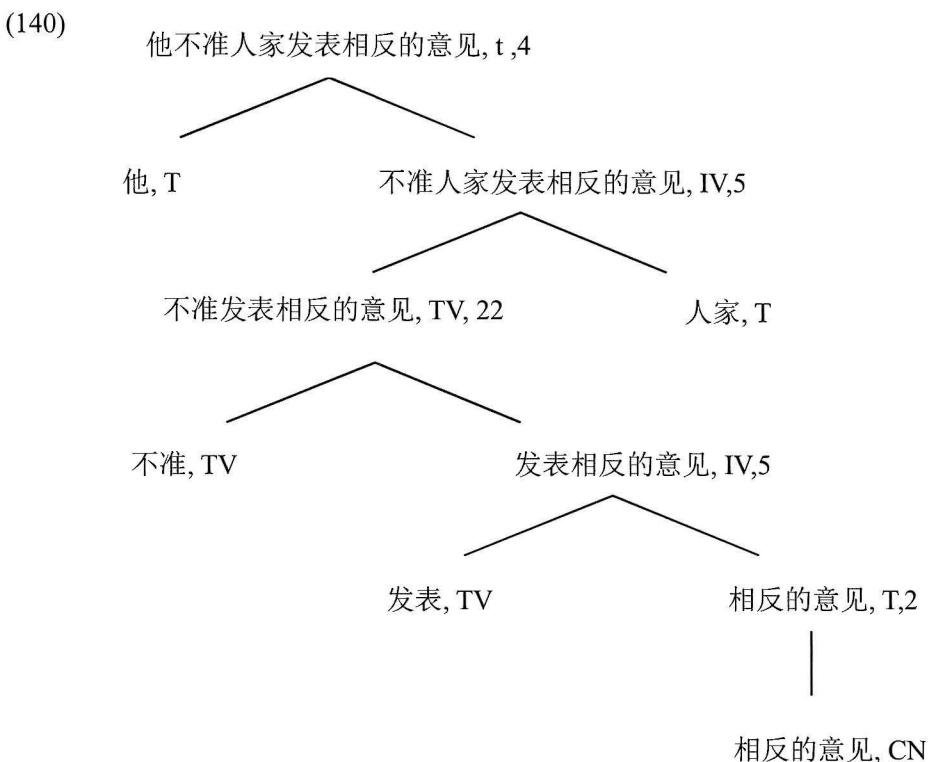 (140)
他不准人家发表相反的意见, t ,4
他, T 不准人家发表相反的意见, IV,5
不准发表相反的意见, TV, 22 人家, T
不准, TV 发表相反的意见, IV,5
发表, TV 相反的意见, T,2
相反的意见, CN